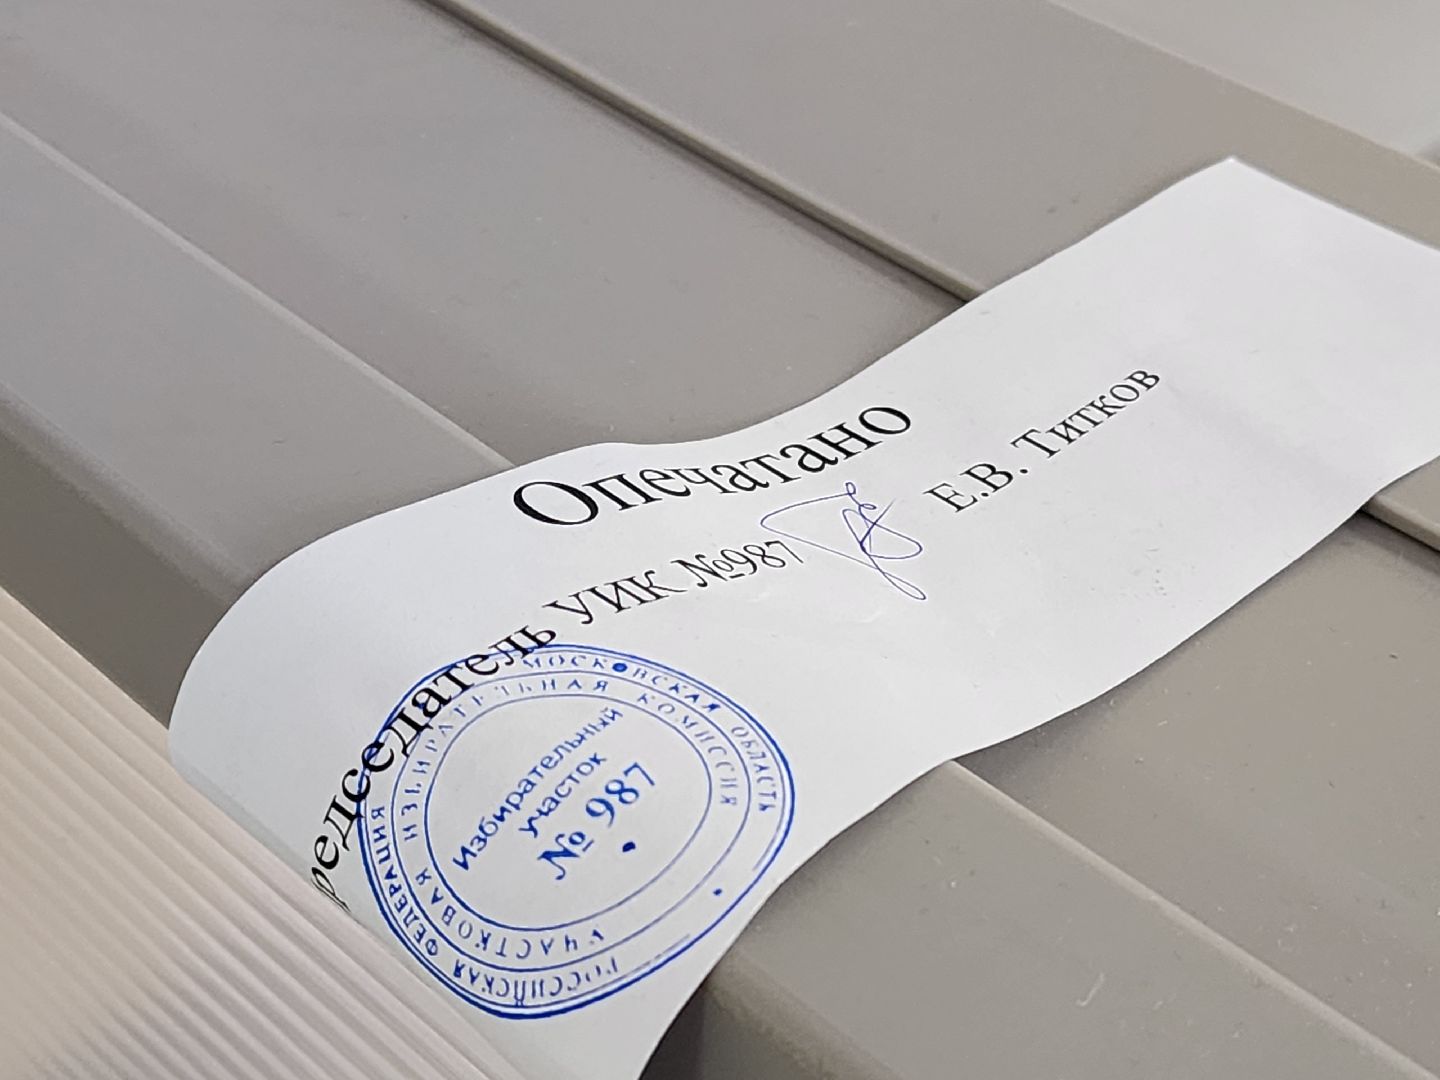 Опечатано
редседатель УИК №987 Е.В. Титков
МОСКОВСКАЯ ОБЛАСТЬ
РОССИЙСКАЯ ФЕДЕРАЦИЯ
УЧАСТКОВАЯ ИЗБИРАТЕЛЬНАЯ КОМИССИЯ
Избирательный
участок
№ 987